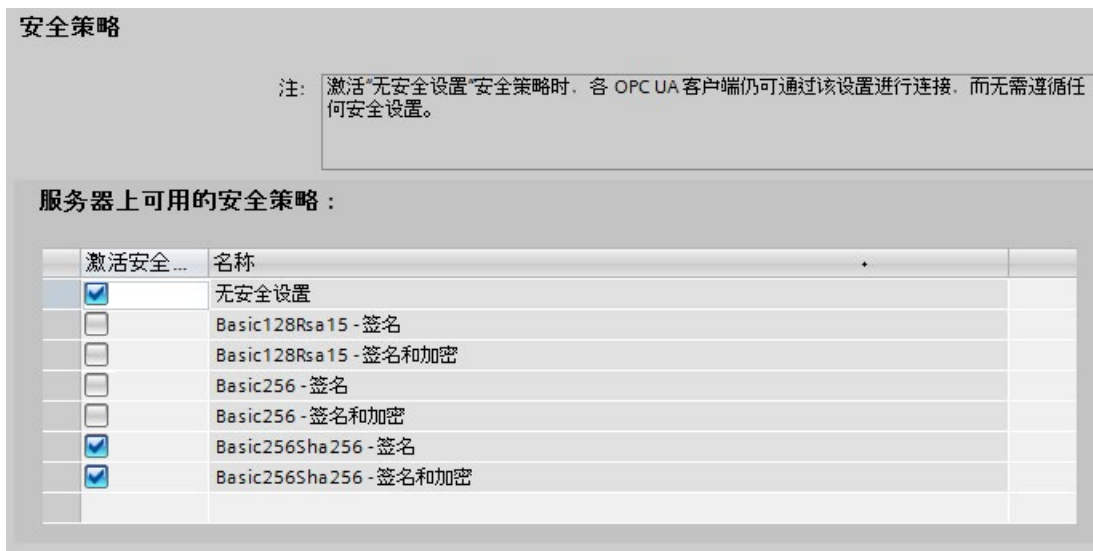 安全策略
注: 激活"无安全设置"安全策略时，各 OPC UA 客户端仍可通过该设置进行连接，而无需遵循任
何安全设置。
服务器上可用的安全策略：
激活安全... 名称
无安全设置
Basic128Rsa15 -签名
Basic128Rsa15 -签名和加密
Basic256 -签名
Basic256 -签名和加密
Basic256Sha256 -签名
Basic256Sha256 -签名和加密